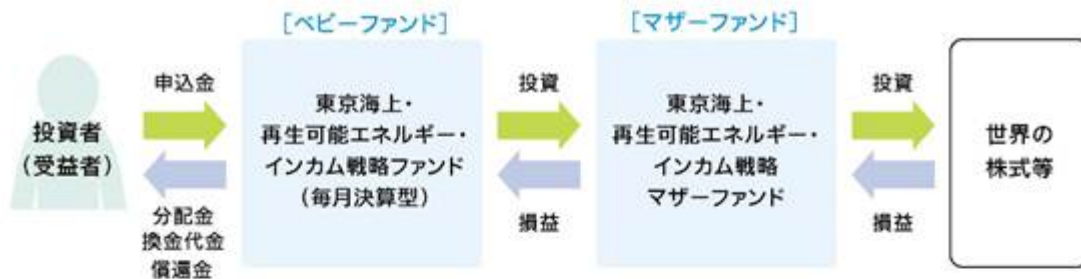 ［ベビーファンド］
［マザーファンド］
投資者
（受益者）
申込金
分配金
換金代金
償還金
東京海上・
再生可能エネルギー・
インカム戦略ファンド
（毎月決算型）
投資
損益
東京海上・
再生可能エネルギー・
インカム戦略
マザーファンド
投資
損益
世界の
株式等